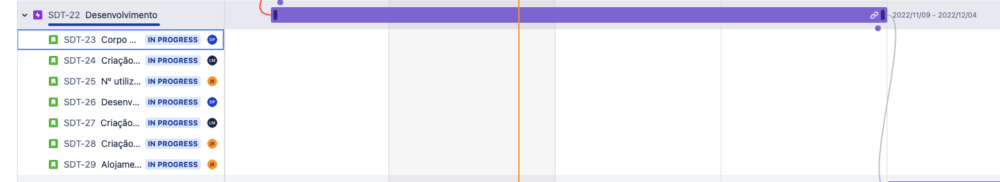 SDT-22 Desenvolvimento
2022/11/09 - 2022/12/04
SDT-23 Corpo ... IN PROGRESS DP
SDT-24 Criação... IN PROGRESS LM
SDT-25 Nº utiliz... IN PROGRESS JB
SDT-26 Desenv... IN PROGRESS DP
SDT-27 Criação... IN PROGRESS LM
SDT-28 Criação... IN PROGRESS JB
SDT-29 Alojame... IN PROGRESS JB